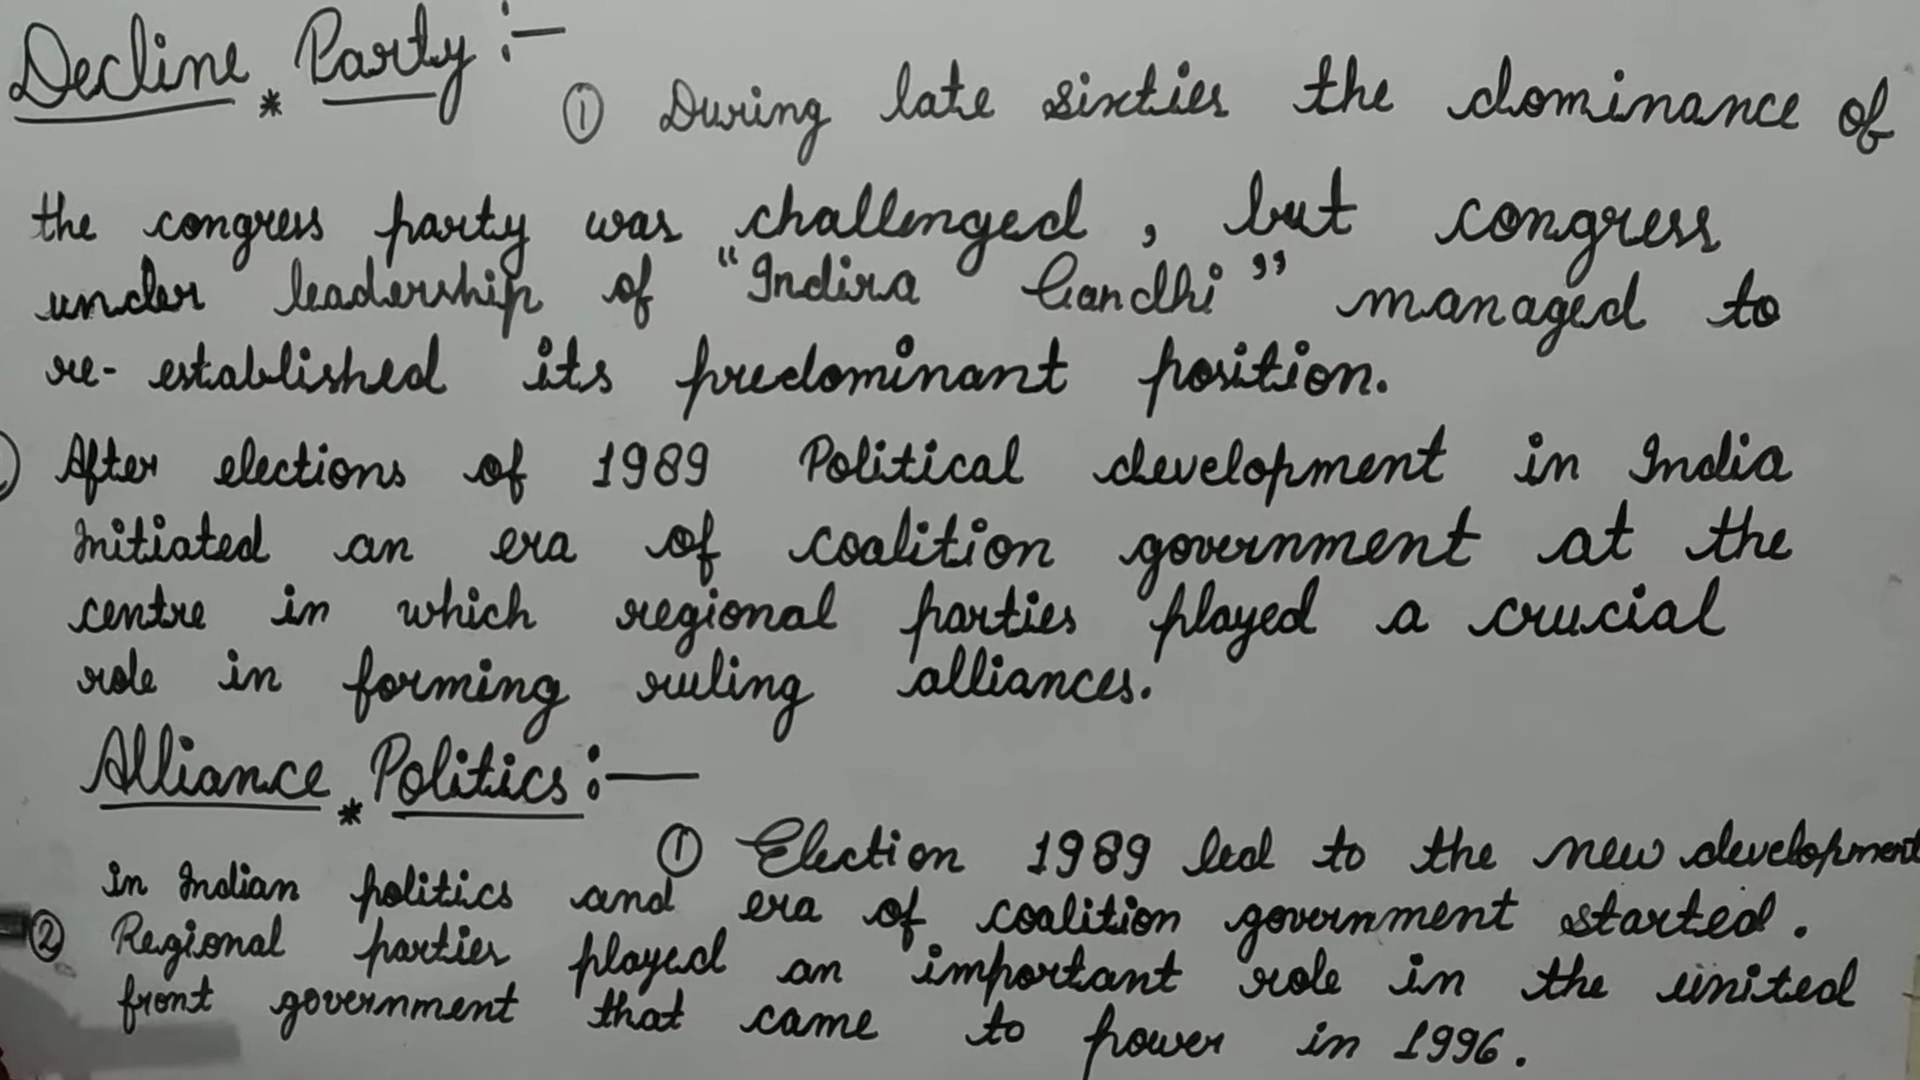 Decline * Party :-
① During late sixties the dominance of
the congress party was challenged , but congress
under leadership of "Indira Gandhi" managed to
re-established its predominant position.
After elections of 1989 Political development in India
Initiated an era of coalition government at the
centre in which regional parties played a crucial
role in forming ruling alliances.
Alliance * Politics :-
① Election 1989 led to the new development
in Indian politics and era of coalition government started .
② Regional parties played an important role in the united
front government that came to power in 1996 .